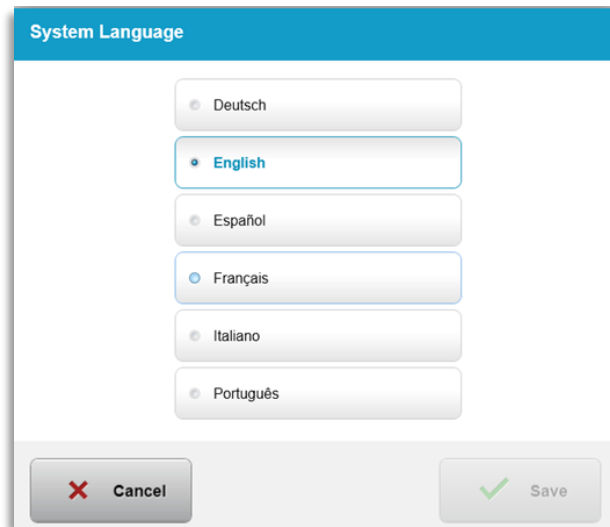 System Language
Deutsch
English
Español
Français
Italiano
Português
Cancel
Save